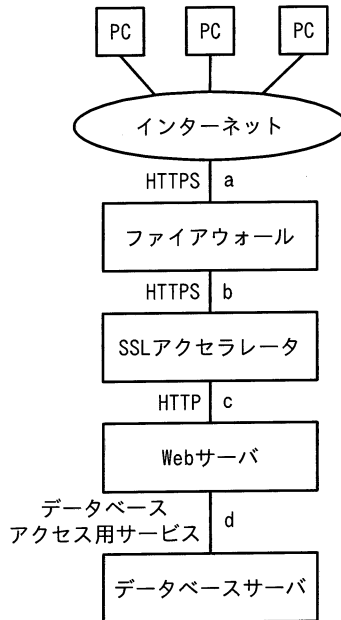 PC PC PC
インターネット
HTTPS a
ファイアウォール
HTTPS b
SSLアクセラレータ
HTTP c
Webサーバ
データベース
アクセス用サービス d
データベースサーバ